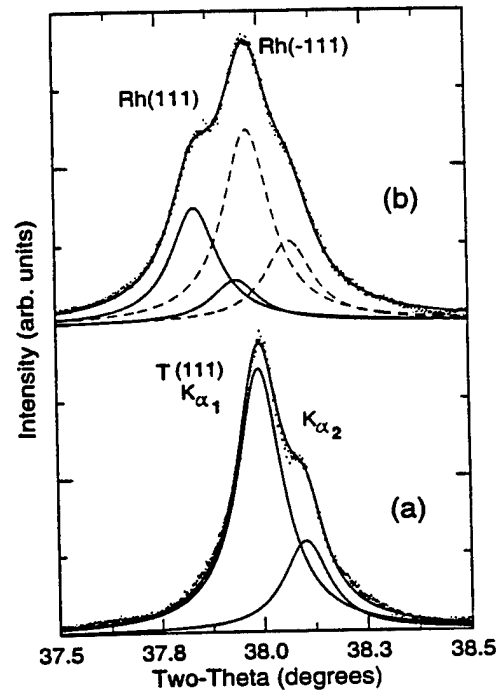 Rh(-111)
Rh(111)
(b)
Intensity (arb. units)
T (111)
Kα1
Kα2
(a)
37.5 37.8 38.0 38.3 38.5
Two-Theta (degrees)